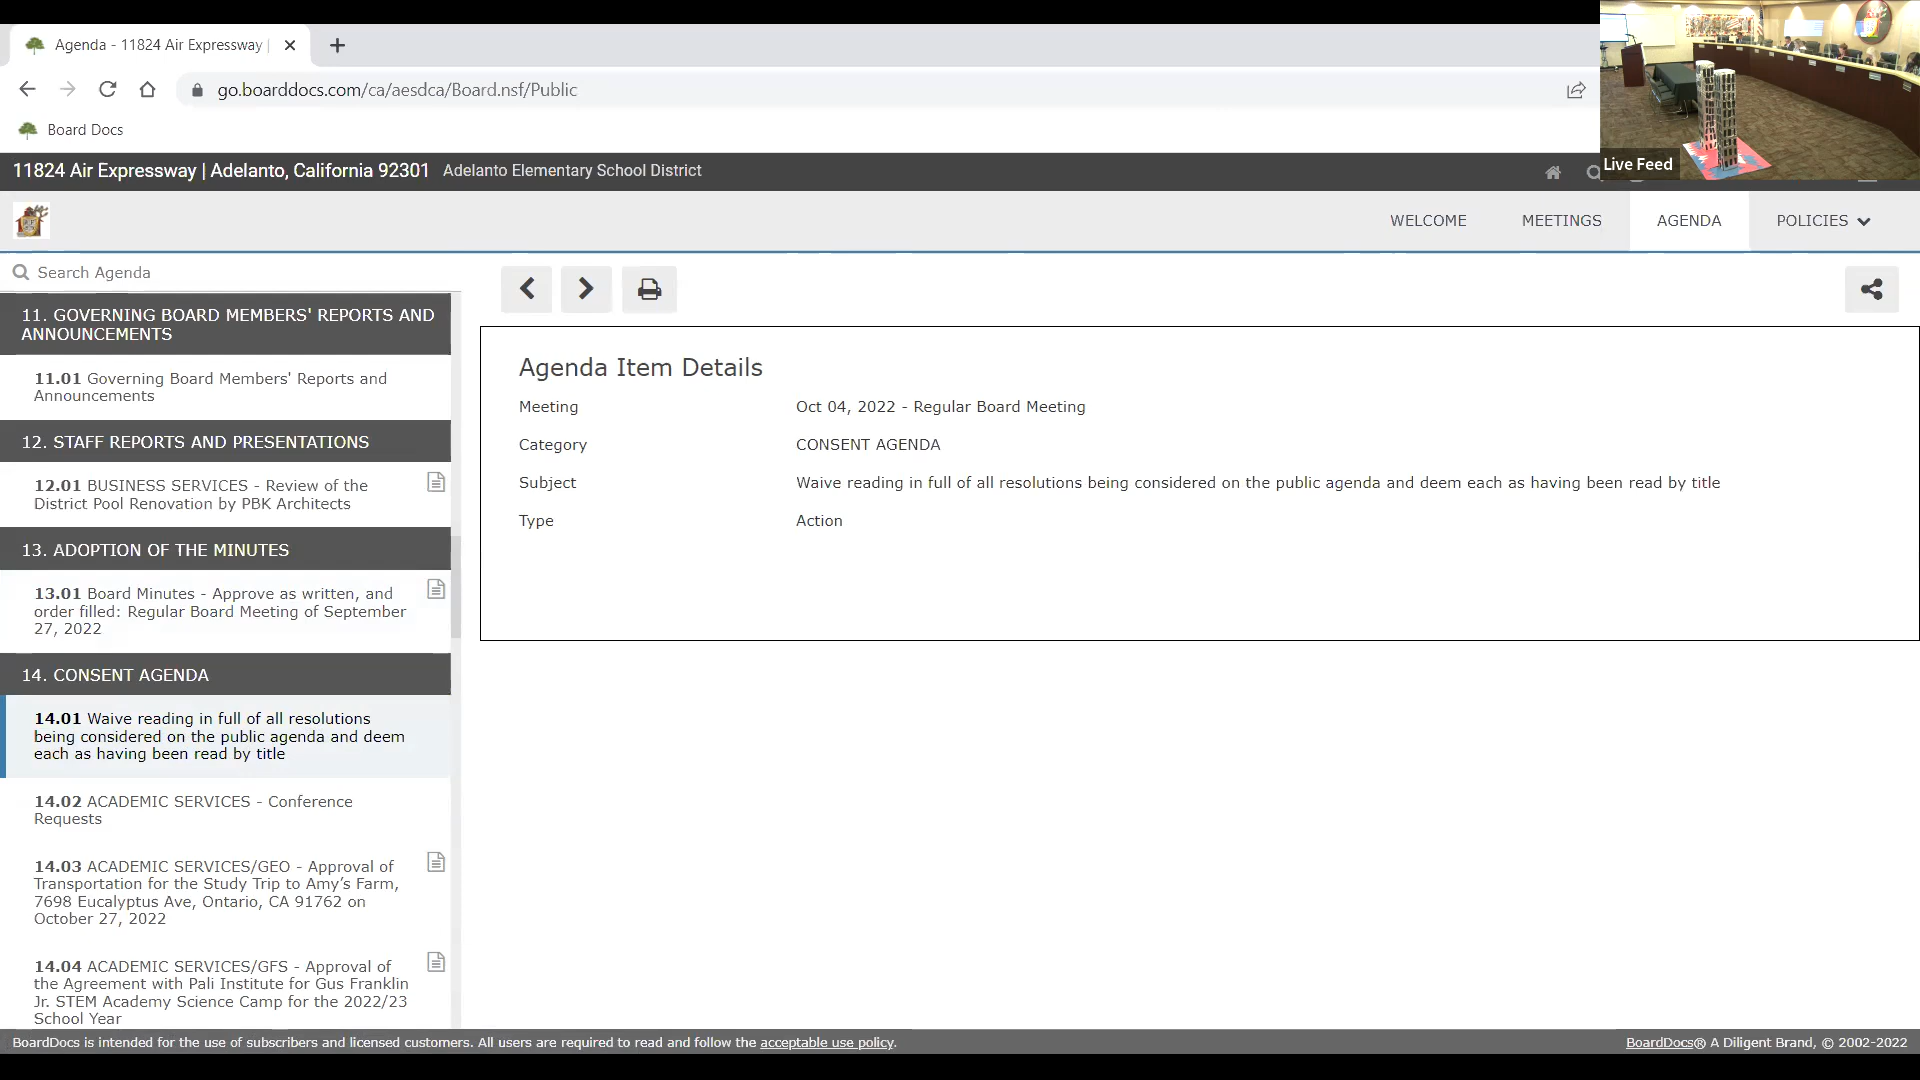 Agenda - 11824 Air Expressway |
go.boarddocs.com/ca/aesdca/Board.nsf/Public
Board Docs
11824 Air Expressway | Adelanto, California 92301 Adelanto Elementary School District
Live Feed
WELCOME MEETINGS AGENDA POLICIES
Search Agenda
11. GOVERNING BOARD MEMBERS' REPORTS AND
ANNOUNCEMENTS
11.01 Governing Board Members' Reports and
Announcements
12. STAFF REPORTS AND PRESENTATIONS
12.01 BUSINESS SERVICES - Review of the
District Pool Renovation by PBK Architects
13. ADOPTION OF THE MINUTES
13.01 Board Minutes - Approve as written, and
order filled: Regular Board Meeting of September
27, 2022
14. CONSENT AGENDA
14.01 Waive reading in full of all resolutions
being considered on the public agenda and deem
each as having been read by title
14.02 ACADEMIC SERVICES - Conference
Requests
14.03 ACADEMIC SERVICES/GEO - Approval of
Transportation for the Study Trip to Amy's Farm,
7698 Eucalyptus Ave, Ontario, CA 91762 on
October 27, 2022
14.04 ACADEMIC SERVICES/GFS - Approval of
the Agreement with Pali Institute for Gus Franklin
Jr. STEM Academy Science Camp for the 2022/23
School Year
Agenda Item Details
Meeting Oct 04, 2022 - Regular Board Meeting
Category CONSENT AGENDA
Subject Waive reading in full of all resolutions being considered on the public agenda and deem each as having been read by title
Type Action
BoardDocs is intended for the use of subscribers and licensed customers. All users are required to read and follow the acceptable use policy.
BoardDocs® A Diligent Brand, © 2002-2022